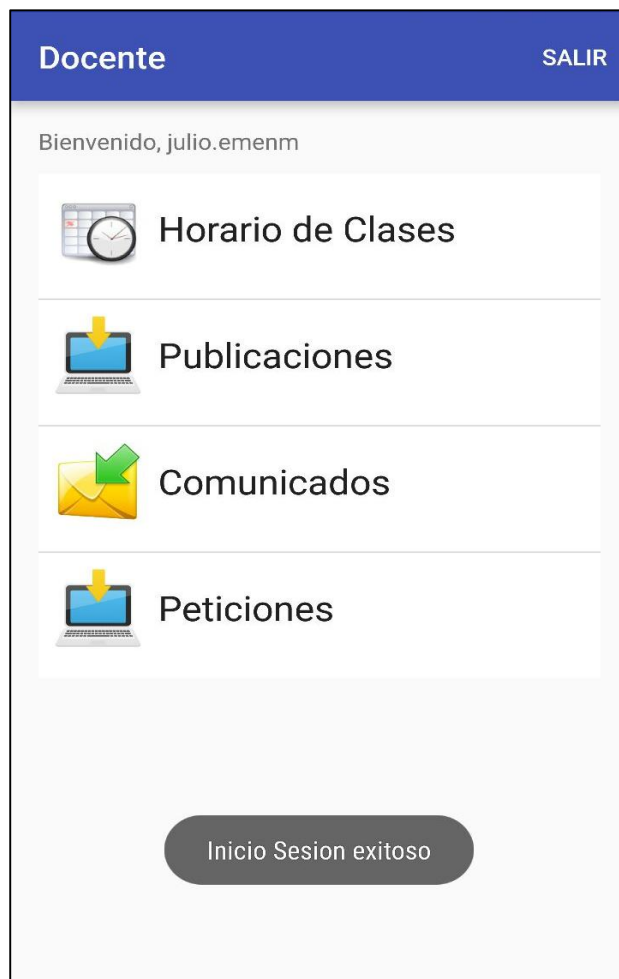 Docente
SALIR
Bienvenido, julio.emenm
Horario de Clases
Publicaciones
Comunicados
Peticiones
Inicio Sesion exitoso